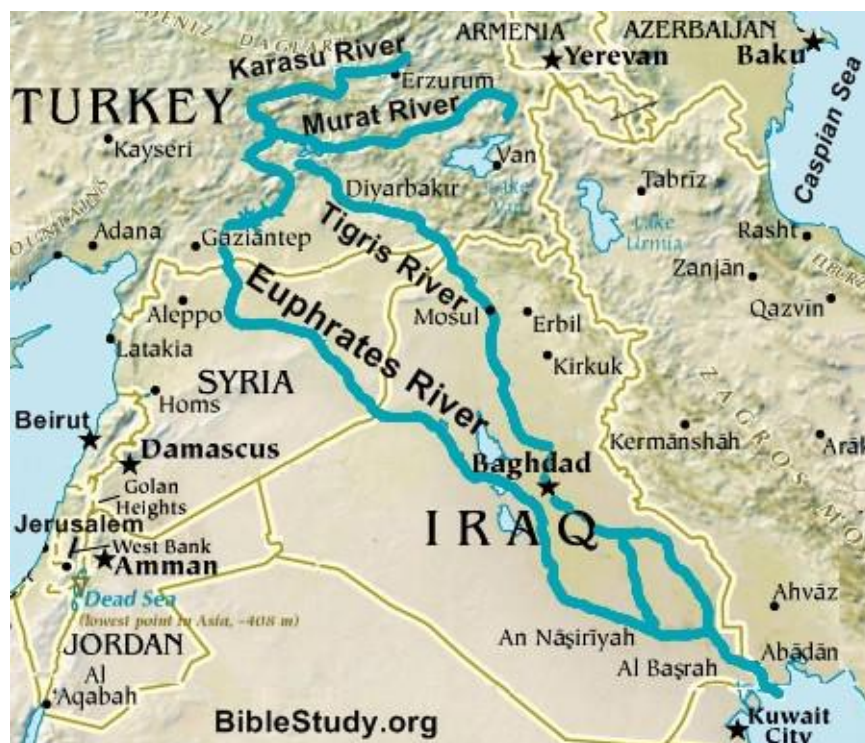 ARMENIA
AZERBAIJAN
Karasu River
Yerevan
Baku
Erzurum
TURKEY
Murat River
Caspian Sea
Kayseri
Van
Tabrīz
Diyarbakır
Lake
Urmia
Adana
Gaziantep
Rasht
Tigris River
Zanjān
Qazvīn
Euphrates River
Aleppo
Mosul
Erbil
Latakia
Kirkuk
SYRIA
ZAGROS
Homs
Beirut
Kermānshāh
Arāk
Damascus
Baghdad
Golan
Heights
IRAQ
Jerusalem
West Bank
Amman
Dead Sea
(lowest point in Asia, -408 m)
Ahvāz
An Nāşirīyah
JORDAN
Al Başrah
Abādān
Al
'Aqabah
BibleStudy.org
Kuwait
City